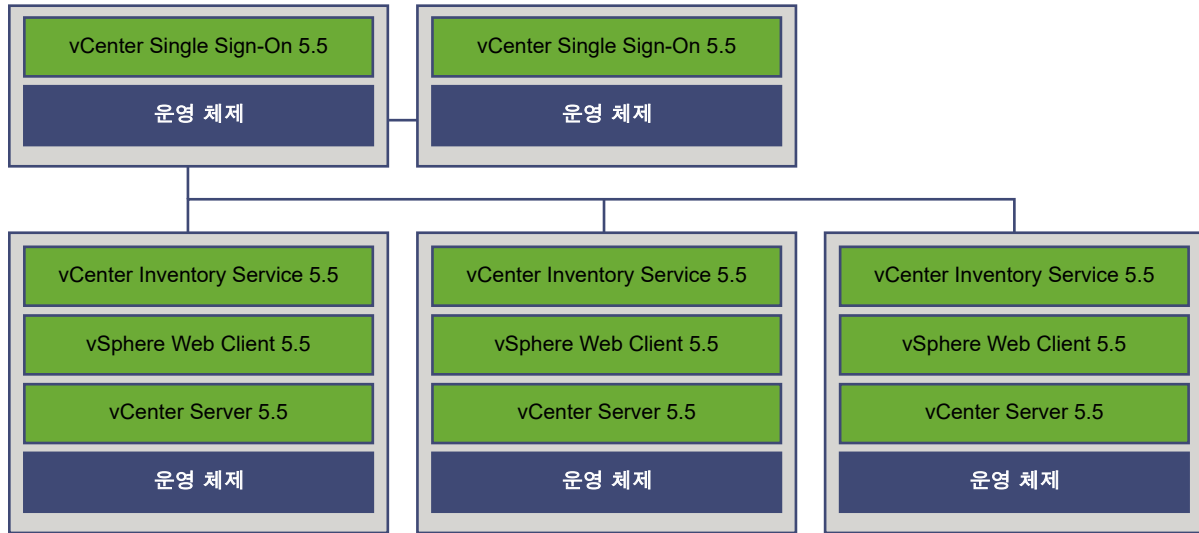 vCenter Single Sign-On 5.5
운영 체제
vCenter Single Sign-On 5.5
운영 체제
vCenter Inventory Service 5.5
vSphere Web Client 5.5
vCenter Server 5.5
운영 체제
vCenter Inventory Service 5.5
vSphere Web Client 5.5
vCenter Server 5.5
운영 체제
vCenter Inventory Service 5.5
vSphere Web Client 5.5
vCenter Server 5.5
운영 체제